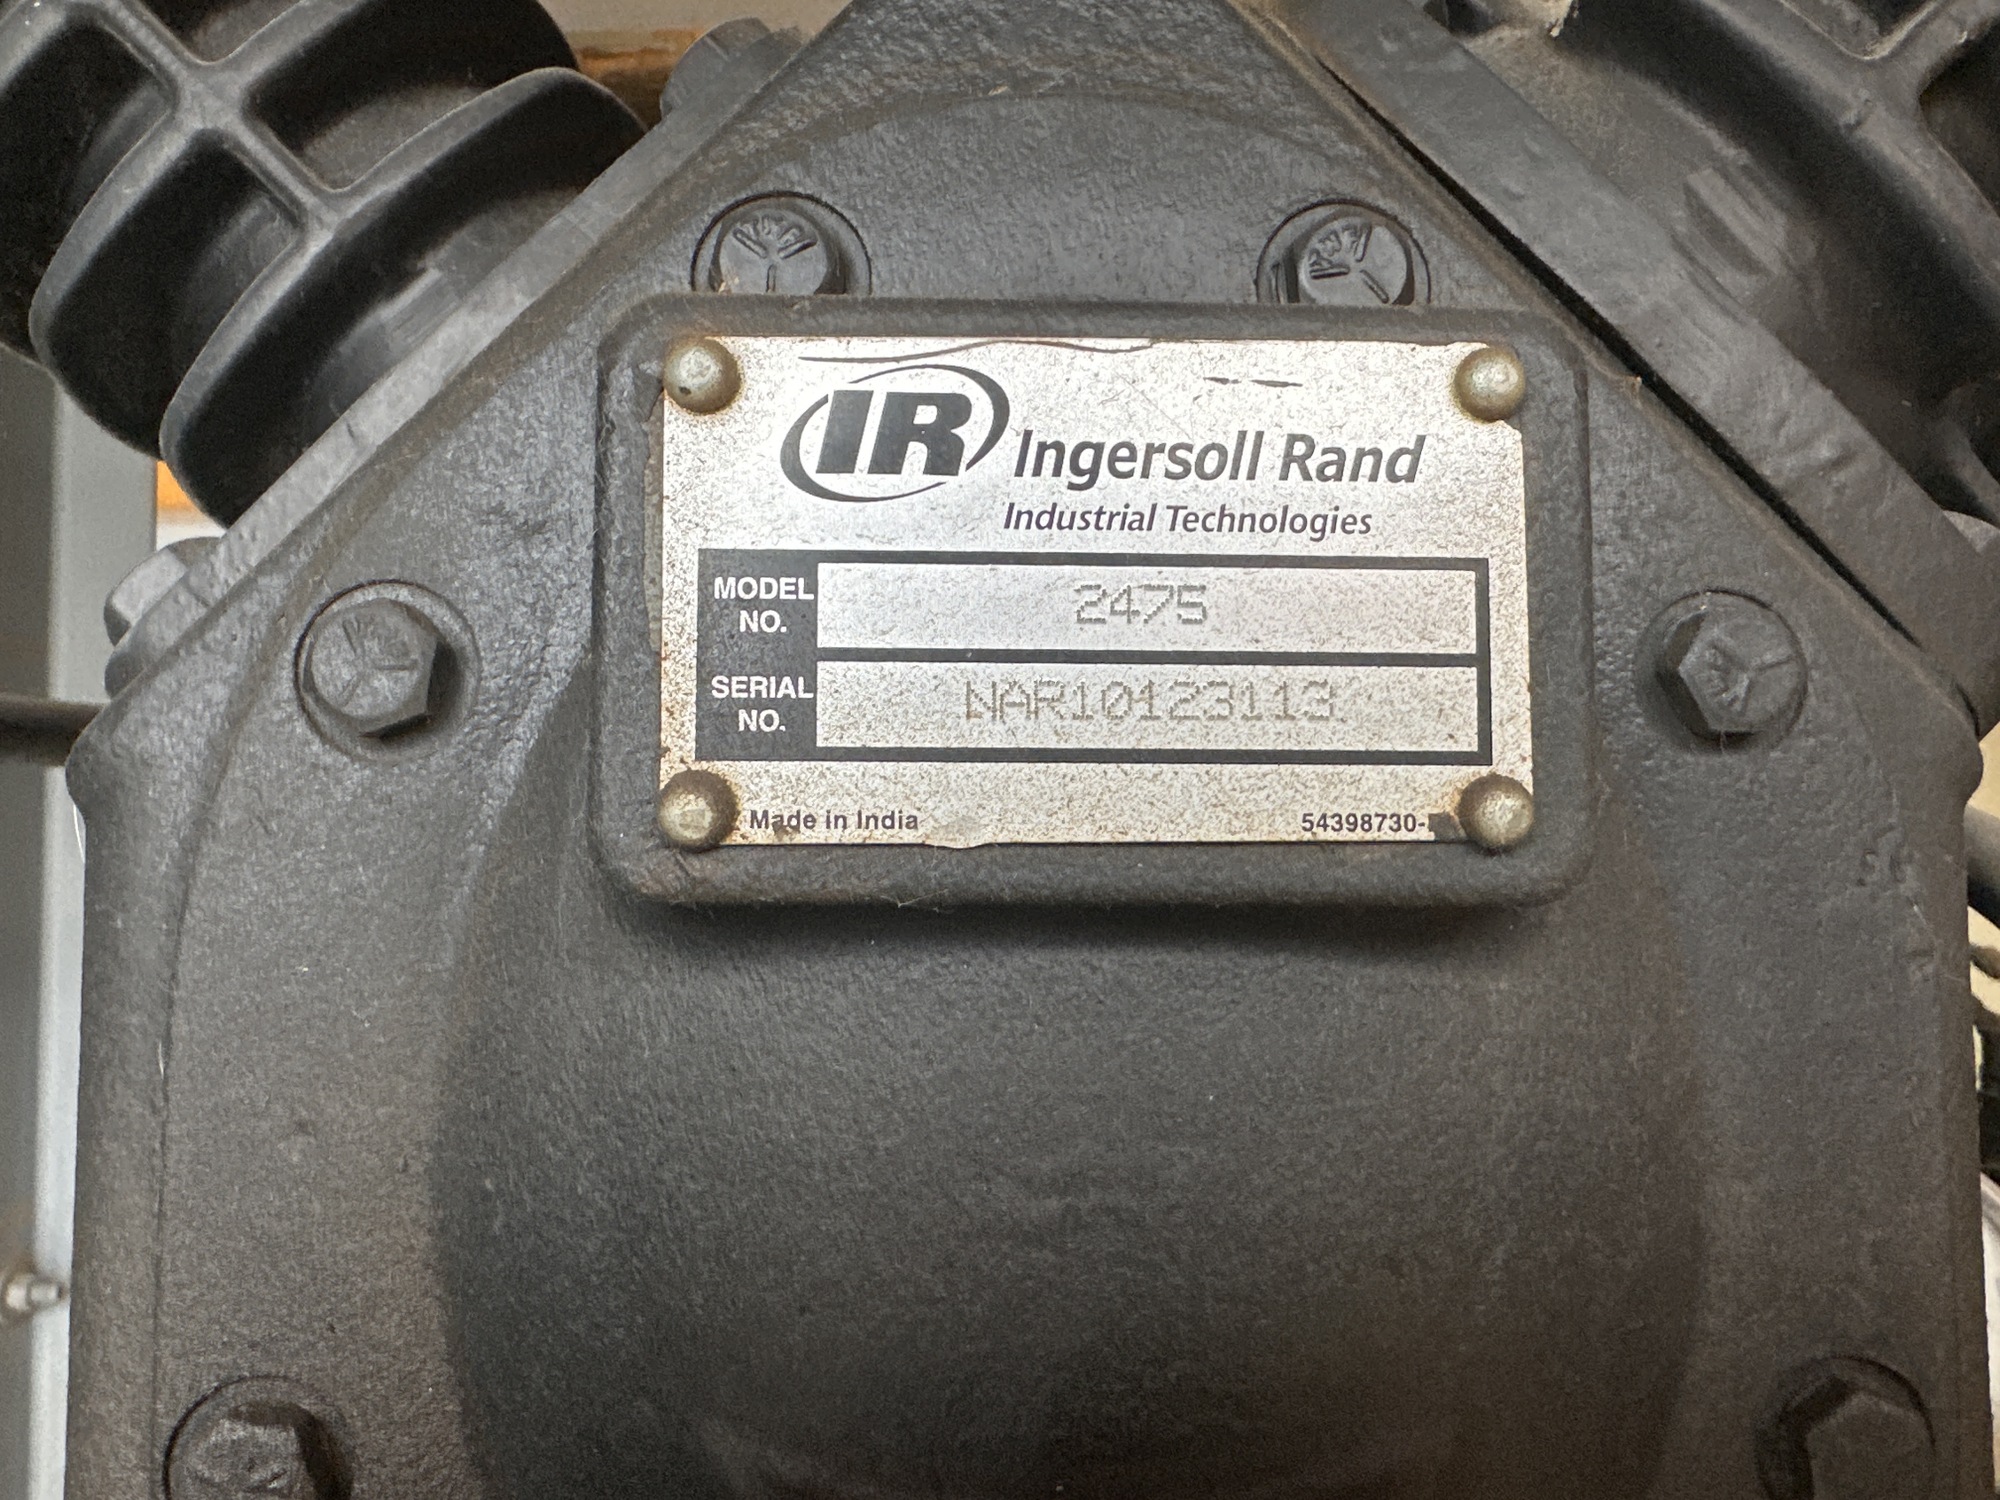 IR Ingersoll Rand
Industrial Technologies
MODEL NO. 2475
SERIAL NO. NAR10123113
Made in India 54398730-